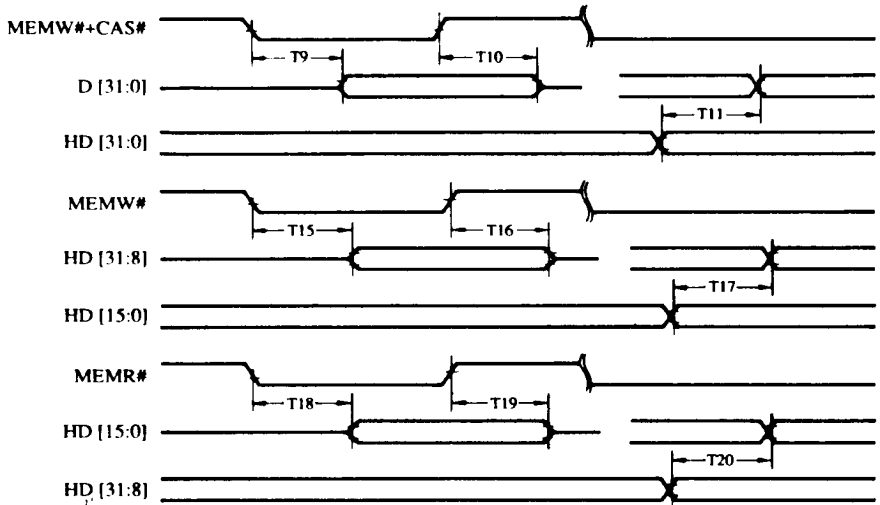 MEMW#+CAS#
T9
T10
D [31:0]
T11
HD [31:0]
MEMW#
T15
T16
HD [31:8]
T17
HD [15:0]
MEMR#
T18
T19
HD [15:0]
T20
HD [31:8]